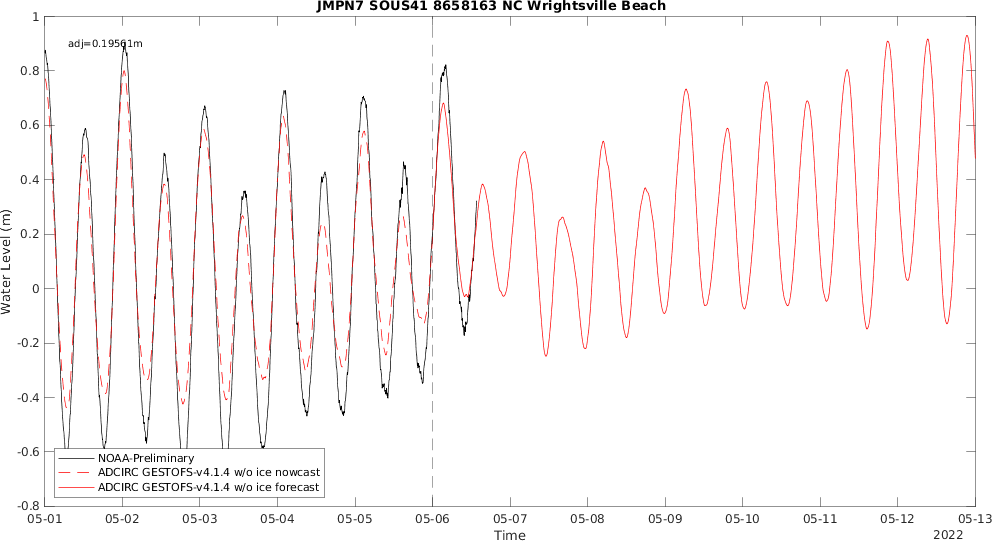 JMPN7 SOUS41 8658163 NC Wrightsville Beach
adj=0.19561m
1
0.8
0.6
0.4
0.2
0
-0.2
-0.4
-0.6
-0.8
Water Level (m)
NOAA-Preliminary
ADCIRC GESTOFS-v4.1.4 w/o ice nowcast
ADCIRC GESTOFS-v4.1.4 w/o ice forecast
05-01 05-02 05-03 05-04 05-05 05-06 05-07 05-08 05-09 05-10 05-11 05-12 05-13
Time
2022